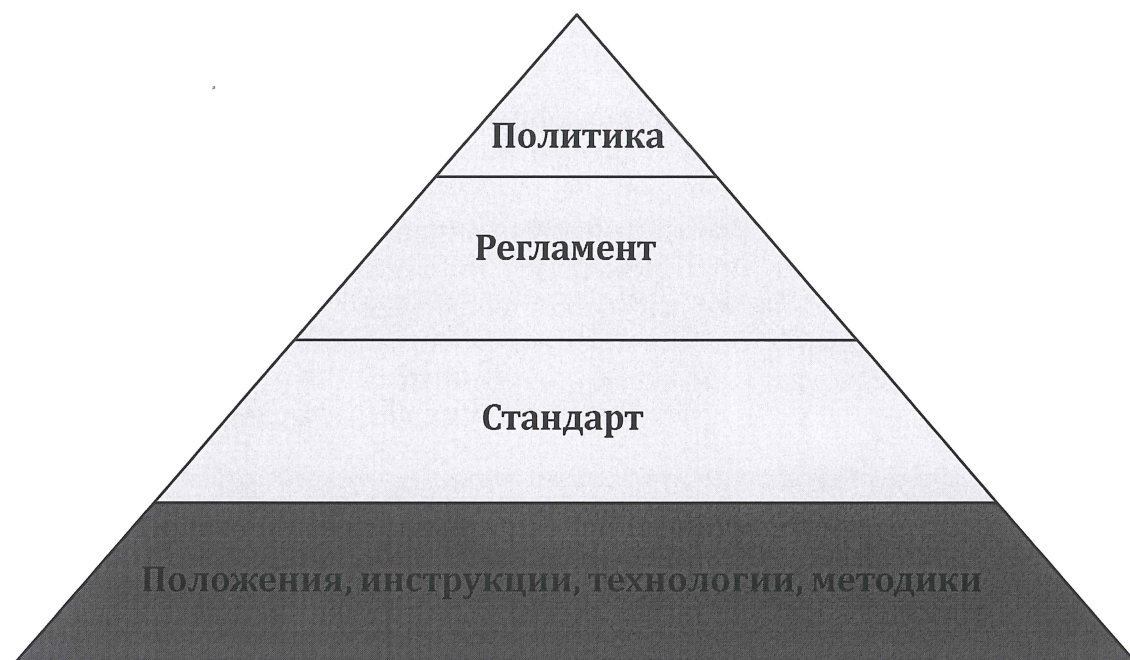 Политика
Регламент
Стандарт
Положения, инструкции, технологии, методики